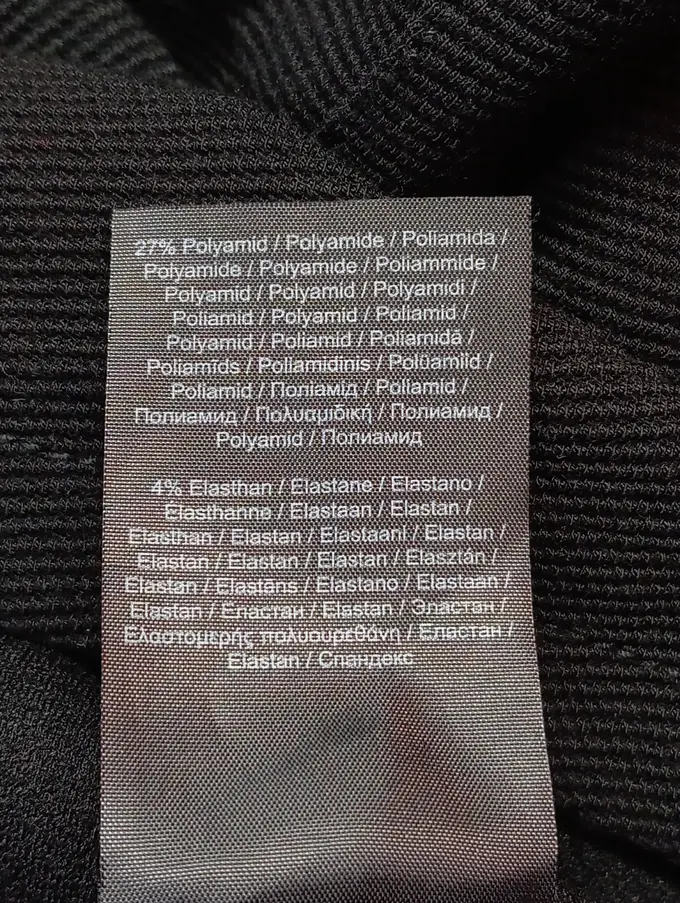 27% Polyamid / Polyamide / Poliamida /
Polyamide / Polyamide / Poliammide /
Polyamid / Polyamid / Polyamidi /
Poliamid / Polyamid / Poliamid /
Polyamid / Poliamid / Poliamidă /
Poliamīds / Poliamidinis / Polüamiid /
Poliamid / Поліамід / Poliamid /
Полиамид / Πολυαμιδική / Полиамид /
Polyamid / Полиамид
4% Elasthan / Elastane / Elastano /
Elasthanne / Elastaan / Elastan /
Elasthan / Elastan / Elastaani / Elastan /
Elastan / Elastan / Elastan / Elasztán /
Elastan / Elastāns / Elastano / Elastaan /
Elastan / Еластан / Elastan / Эластан /
Ελαστομερής πολυουρεθάνη / Еластан /
Elastan / Спандекс